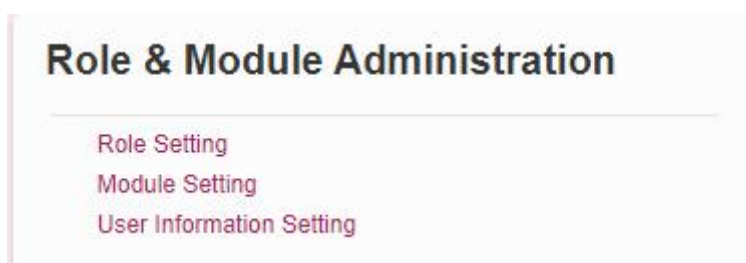 Role & Module Administration
Role Setting
Module Setting
User Information Setting